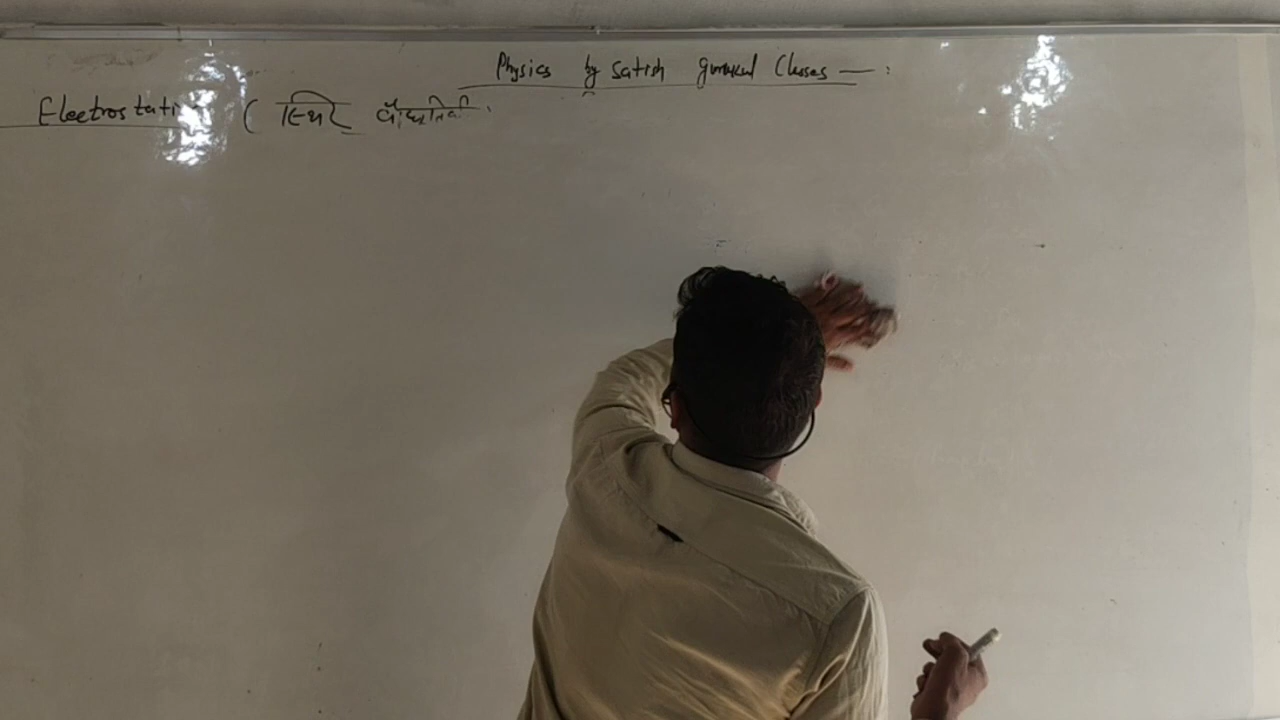 Physics by Satish gurukul Classes — :
Electrostatic ( स्थिर वैद्युतिकी